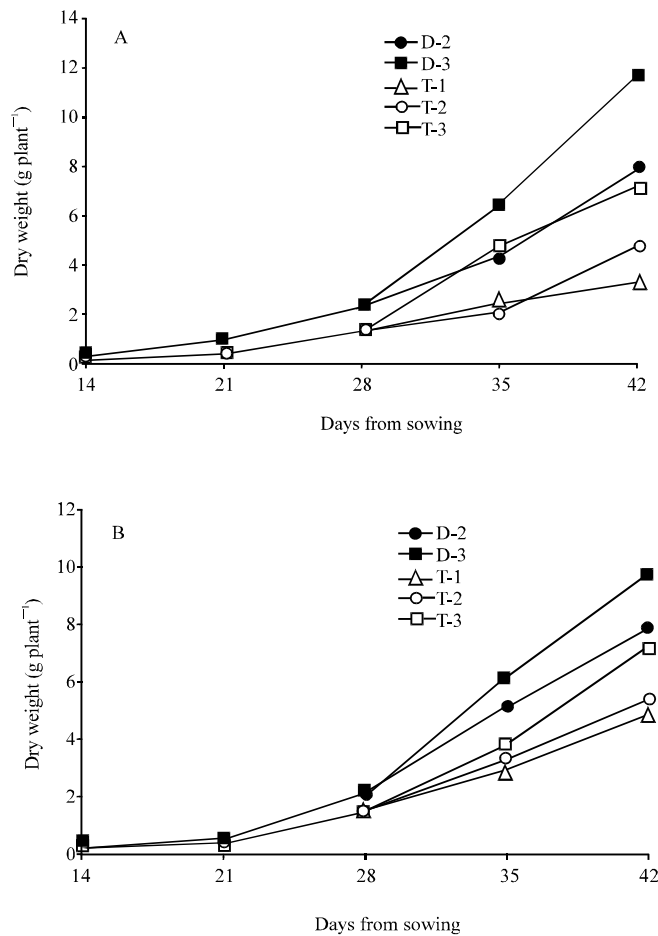 A
14
12
10
8
6
4
2
0
Dry weight (g plant⁻¹)
D-2
D-3
T-1
T-2
T-3
14 21 28 35 42
Days from sowing
B
12
10
8
6
4
2
0
Dry weight (g plant⁻¹)
D-2
D-3
T-1
T-2
T-3
14 21 28 35 42
Days from sowing